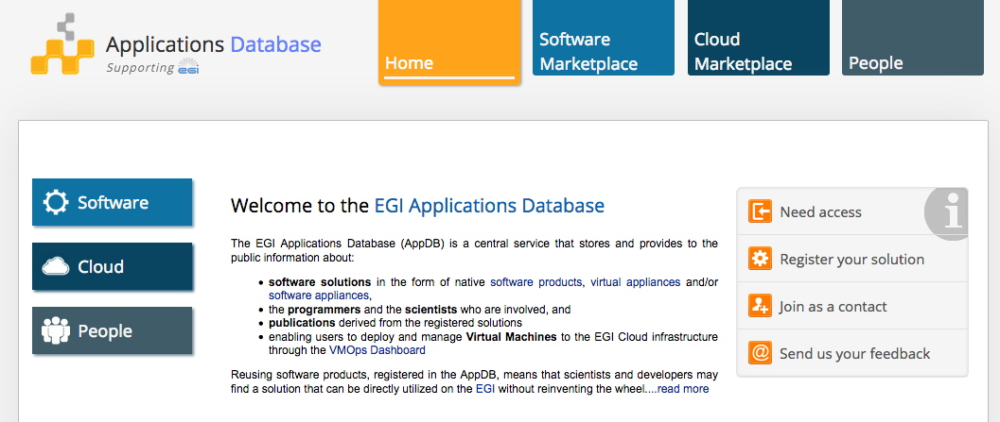 Applications Database
Supporting EGI
Home
Software
Marketplace
Cloud
Marketplace
People
Software
Cloud
People
Welcome to the EGI Applications Database
The EGI Applications Database (AppDB) is a central service that stores and provides to the
public information about:
• software solutions in the form of native software products, virtual appliances and/or
software appliances,
• the programmers and the scientists who are involved, and
• publications derived from the registered solutions
• enabling users to deploy and manage Virtual Machines to the EGI Cloud infrastructure
through the VMOps Dashboard
Reusing software products, registered in the AppDB, means that scientists and developers may
find a solution that can be directly utilized on the EGI without reinventing the wheel....read more
Need access
Register your solution
Join as a contact
Send us your feedback